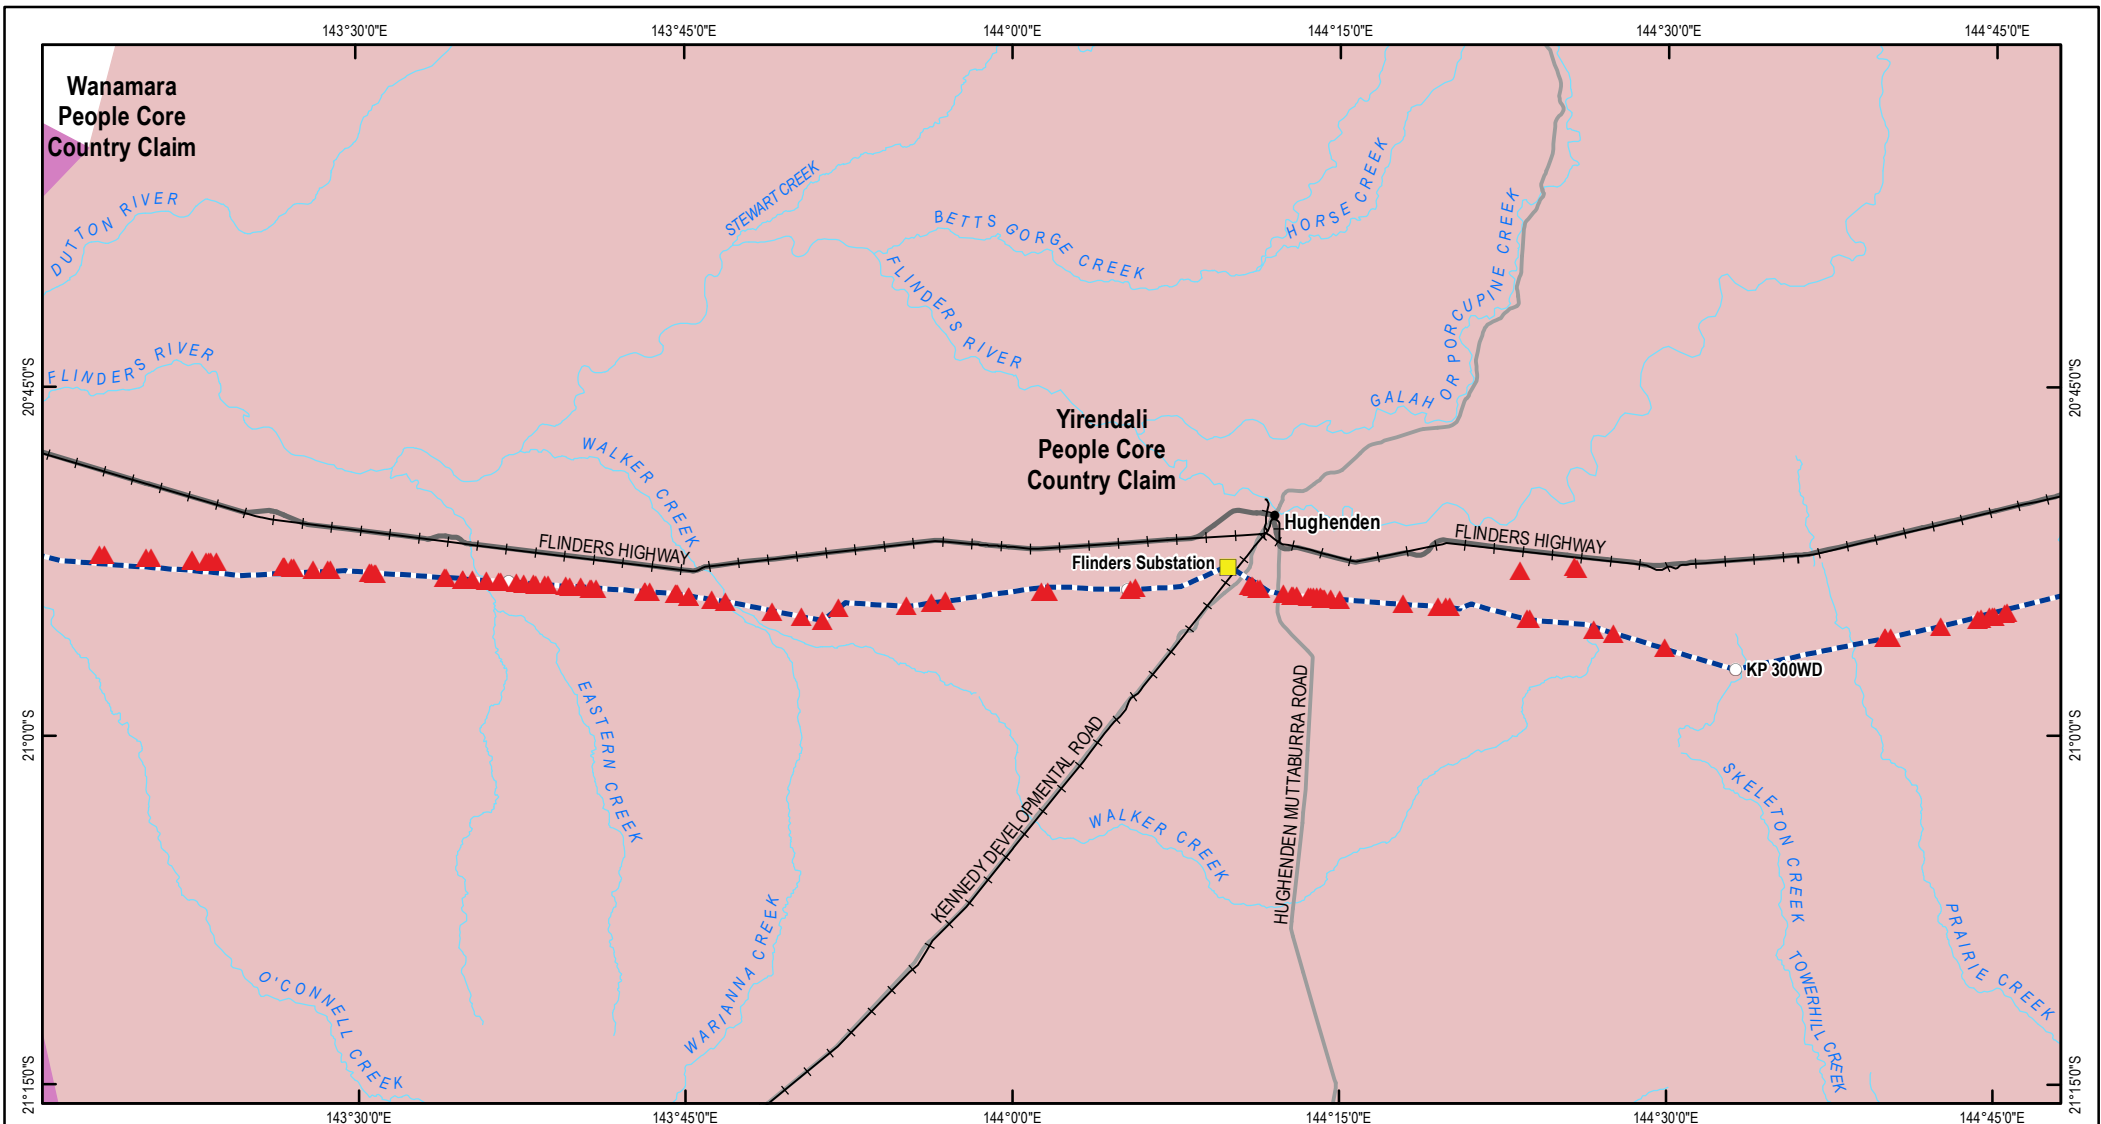 143°30'0"E
143°45'0"E
144°0'0"E
144°15'0"E
144°30'0"E
144°45'0"E
Wanamara
People Core
Country Claim
DUTTON RIVER
STEWART CREEK
BETTS GORGE CREEK
HORSE CREEK
FLINDERS RIVER
GALAH OR PORCUPINE CREEK
FLINDERS RIVER
20°45'0"S
20°45'0"S
Yirendali
People Core
Country Claim
WALKER CREEK
Hughenden
FLINDERS HIGHWAY
FLINDERS HIGHWAY
Flinders Substation
KP 300WD
21°0'0"S
21°0'0"S
EASTERN CREEK
KENNEDY DEVELOPMENTAL ROAD
HUGHENDEN MUTTABURRA ROAD
WALKER CREEK
SKELETON CREEK
WARIANNA CREEK
PRAIRIE CREEK
TOWERHILL CREEK
O'CONNELL CREEK
21°15'0"S
21°15'0"S
143°30'0"E
143°45'0"E
144°0'0"E
144°15'0"E
144°30'0"E
144°45'0"E